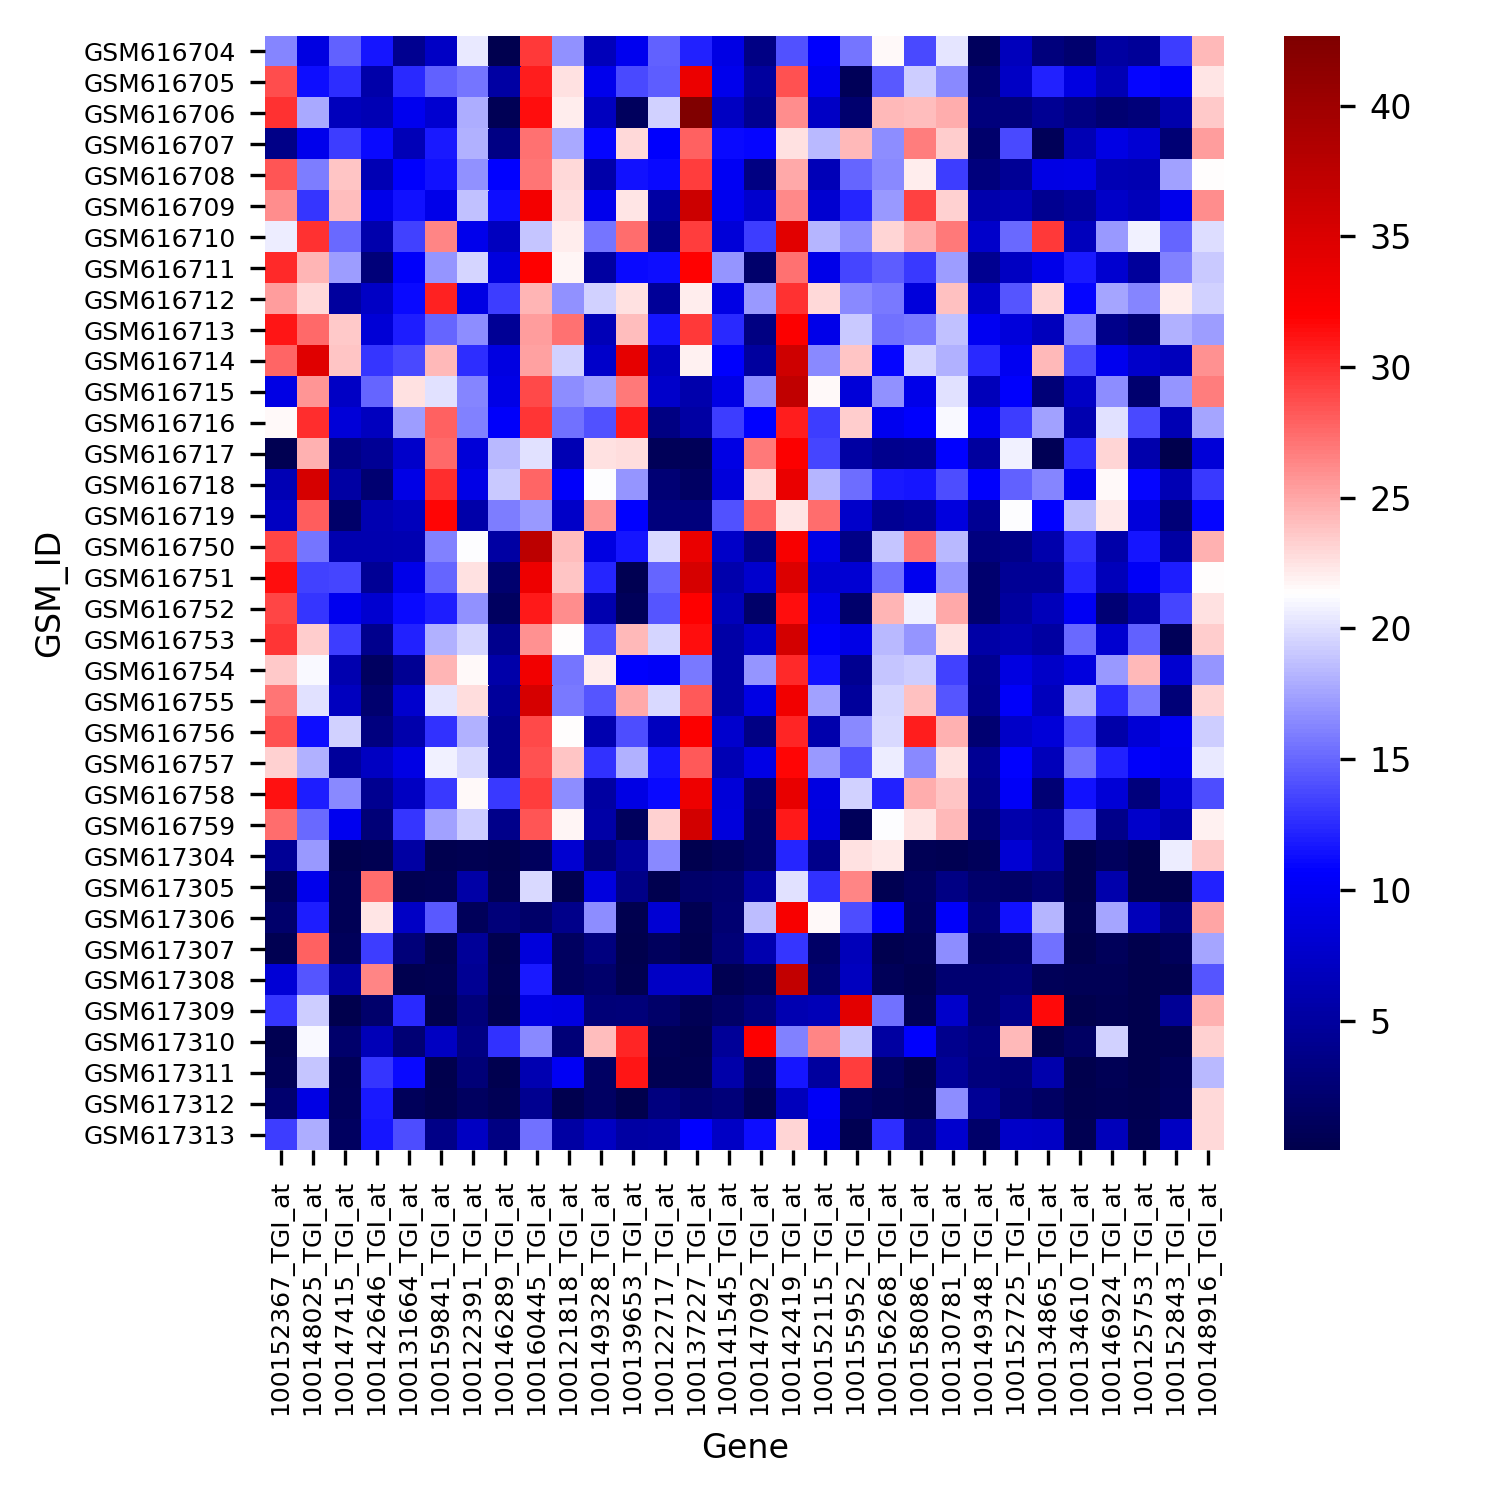 GSM616704
GSM616705
GSM616706
GSM616707
GSM616708
GSM616709
GSM616710
GSM616711
GSM616712
GSM616713
GSM616714
GSM616715
GSM616716
GSM616717
GSM616718
GSM616719
GSM616750
GSM616751
GSM616752
GSM616753
GSM616754
GSM616755
GSM616756
GSM616757
GSM616758
GSM616759
GSM617304
GSM617305
GSM617306
GSM617307
GSM617308
GSM617309
GSM617310
GSM617311
GSM617312
GSM617313
GSM_ID
100152367_TGI_at
100148025_TGI_at
100147415_TGI_at
100142646_TGI_at
100131664_TGI_at
100159841_TGI_at
100122391_TGI_at
100146289_TGI_at
100160445_TGI_at
100121818_TGI_at
100149328_TGI_at
100139653_TGI_at
100122717_TGI_at
100137227_TGI_at
100141545_TGI_at
100147092_TGI_at
100142419_TGI_at
100152115_TGI_at
100155952_TGI_at
100156268_TGI_at
100158086_TGI_at
100130781_TGI_at
100149348_TGI_at
100152725_TGI_at
100134865_TGI_at
100134610_TGI_at
100146924_TGI_at
100125753_TGI_at
100152843_TGI_at
100148916_TGI_at
Gene
40
35
30
25
20
15
10
5